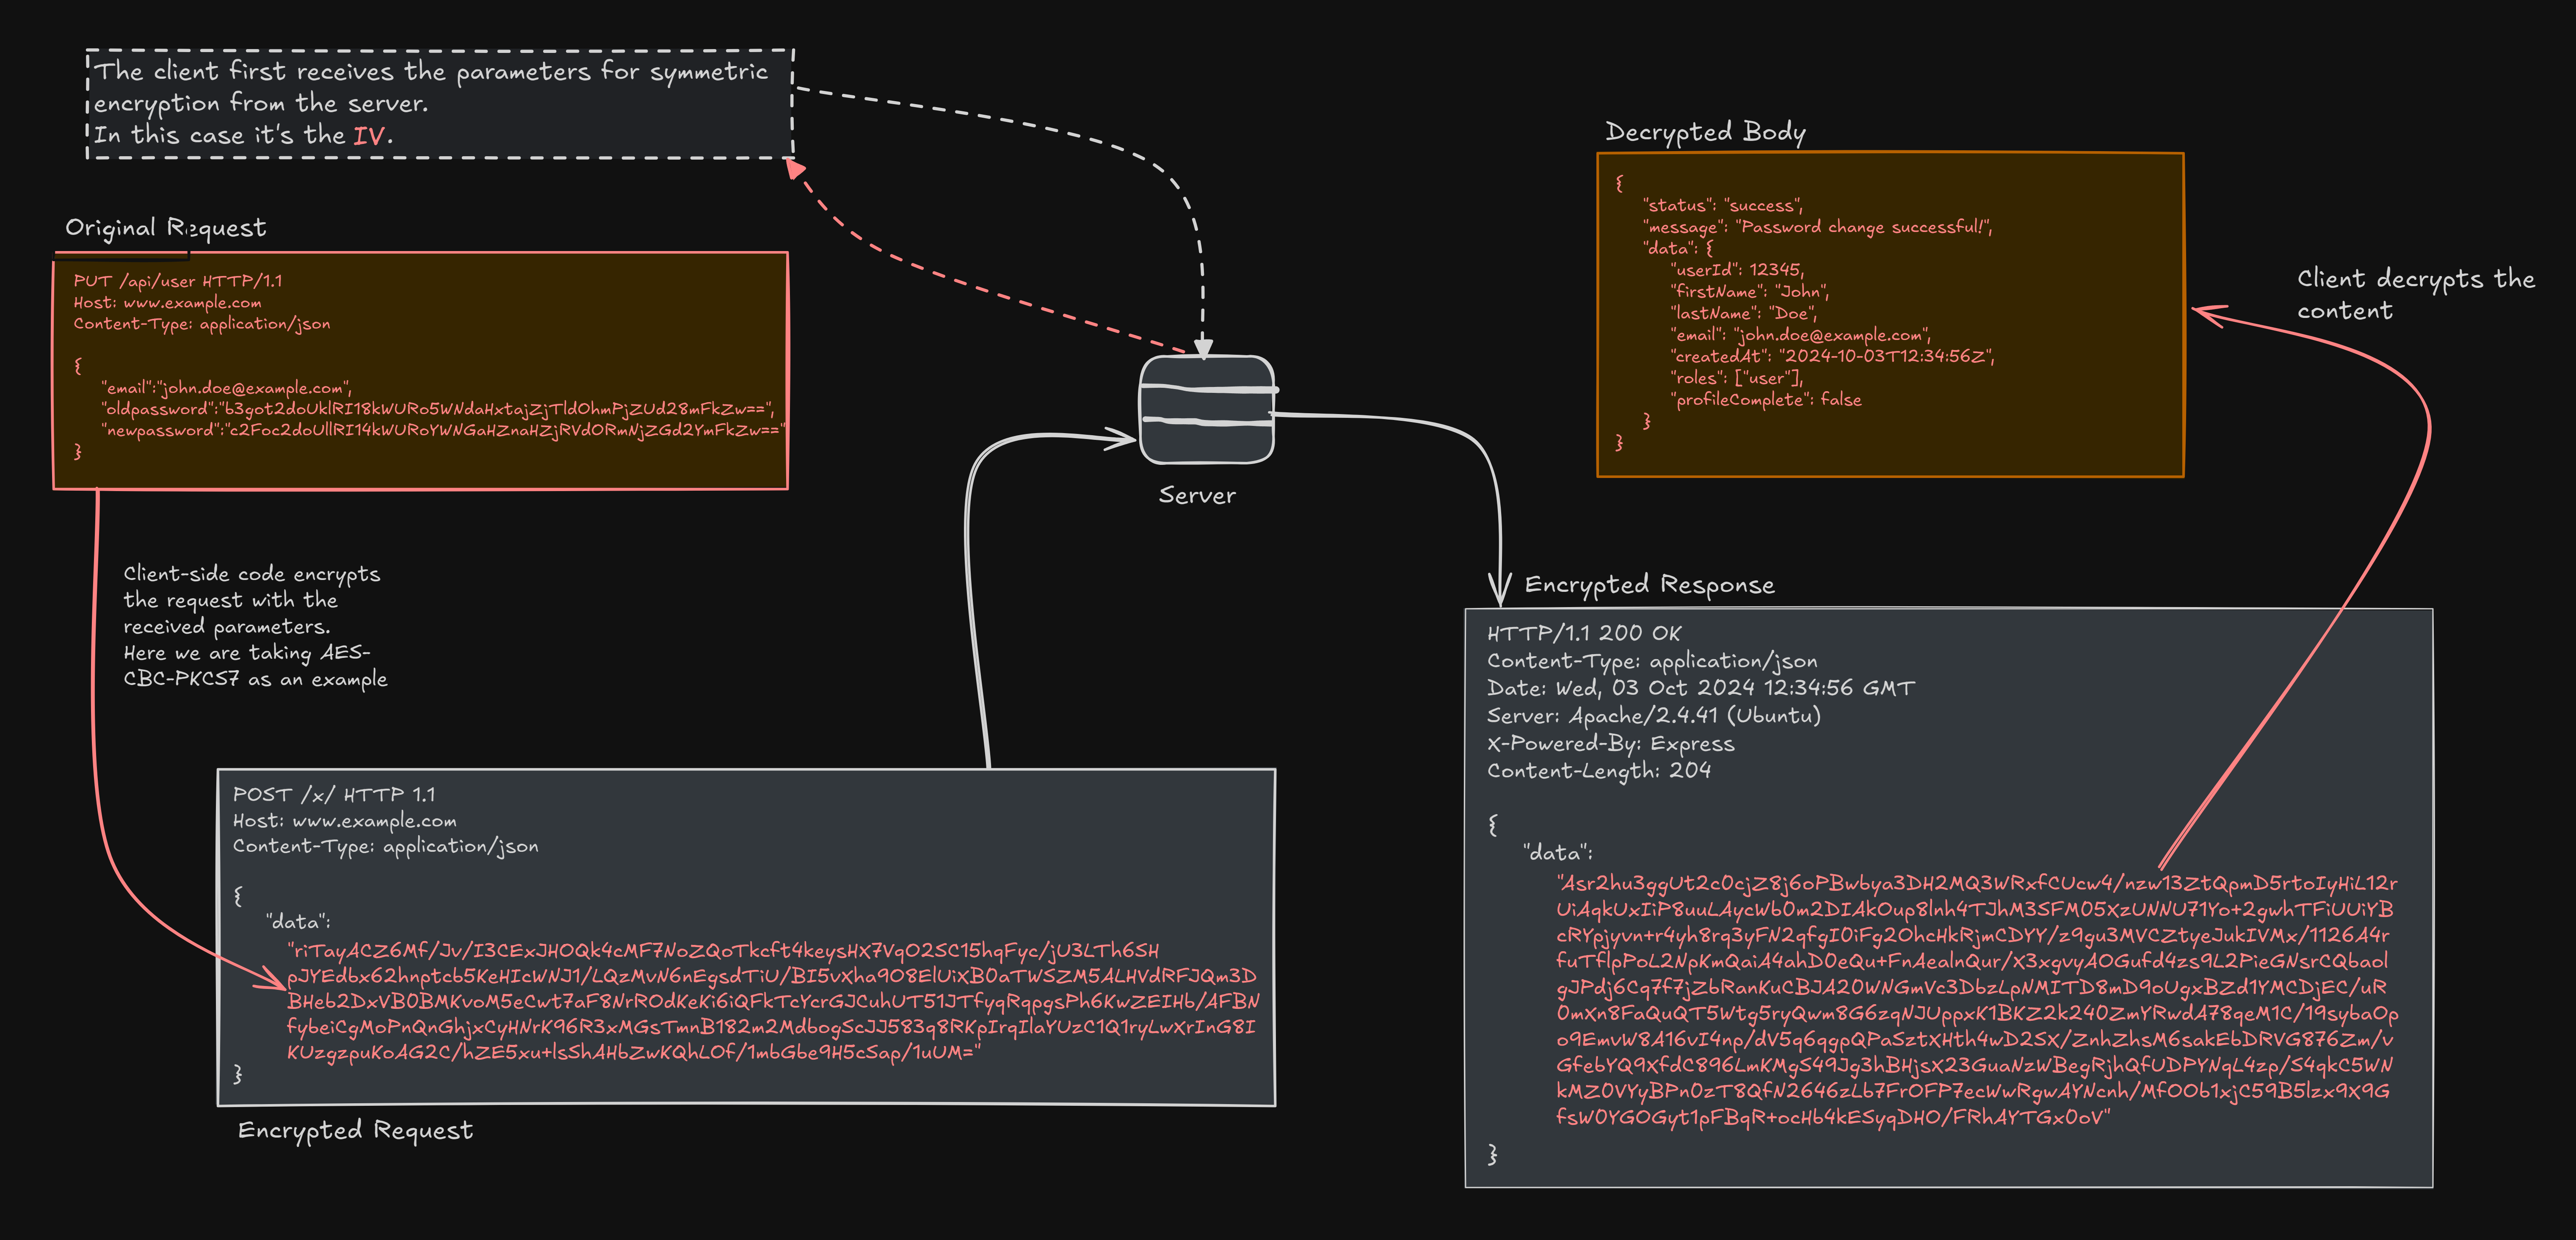 The client first receives the parameters for symmetric
encryption from the server.
In this case it's the IV.
Original Request
PUT /api/user HTTP/1.1
Host: www.example.com
Content-Type: application/json
{
"email":"john.doe@example.com",
"oldpassword":"b3got2doUklRI18kWURo5WNdaHxtajZjTldOhmPjZUd28mFkZw==",
"newpassword":"c2Foc2doUllRI14kWURoYWNGaHZnaHZjRVdORmNjZGd2YmFkZw=="
}
Client-side code encrypts
the request with the
received parameters.
Here we are taking AES-
CBC-PKCS7 as an example
POST /x/ HTTP 1.1
Host: www.example.com
Content-Type: application/json
{
"data":
"riTayACZ6Mf/Jv/I3CExJHOQk4cMF7NoZQoTkcft4keysHX7VqO2SC15hqFyc/jU3LTh6SH
pJYEdbx62hnptcb5KeHIcWNJ1/LQzMvN6nEgsdTiU/BI5vXha9O8ElUiXB0aTWSZM5ALHVdRFJQm3D
BHeb2DxVB0BMKvoM5eCwt7aF8NrROdKeKi6iQFkTcYcrGJCuhUT51JTfyqRqpgsPh6KwZEIHb/AFBN
fybeiCgMoPnQnGhjxCyHNrK96R3xMGsTmnB182m2MdbogScJJ583q8RKpIrqIlaYUzC1Q1ryLwXrInG8I
KUzgzpuKoAG2C/hZE5xu+lsShAHbZwKQhLOf/1mbGbe9H5cSap/1uUM="
}
Encrypted Request
Server
Decrypted Body
{
"status": "success",
"message": "Password change successful!",
"data": {
"userId": 12345,
"firstName": "John",
"lastName": "Doe",
"email": "john.doe@example.com",
"createdAt": "2024-10-03T12:34:56Z",
"roles": ["user"],
"profileComplete": false
}
}
Client decrypts the
content
Encrypted Response
HTTP/1.1 200 OK
Content-Type: application/json
Date: Wed, 03 Oct 2024 12:34:56 GMT
Server: Apache/2.4.41 (Ubuntu)
X-Powered-By: Express
Content-Length: 204
{
"data":
"Asr2hu3ggUt2cOcjZ8j6oPBwbya3DH2MQ3WRxfCUcw4/nzw13ZtQpmD5rtoIyHiL12r
UiAqkUxIiP8uuLAycWb0m2DIAkOup8lnh4TJhM3SFM05XzUNNU71Yo+2gwhTFiUUiYB
cRYpjyvn+r4yh8rq3yFN2qfgI0iFg2OhcHkRjmCDYY/z9gu3MVCZtyeJukIVMx/1126A4r
fuTflpPoL2NpKmQaiA4ahD0eQu+FnAealnQur/X3xgvyAOGufd4zs9L2PieGNsrCQbaol
gJPdj6Cq7f7jZbRanKuCBJA20WNGmVc3DbzLpNMITD8mD9oUgxBZd1YMCDjEC/uR
0mXn8FaQuQT5Wtg5ryQwm8G6zqNJUppxK1BKZ2k240ZmYRwdA78qeM1C/19sybaOp
o9EmvW8A16vI4np/dV5q6qgpQPaSztXHth4wD2SX/ZnhZhsM6sakEbDRVG876Zm/v
GfebYQ9XfdC896LmKMgS49Jg3hBHjsX23GuaNzWBegRjhQfUDPYNqL4zp/S4qkC5WN
kMZ0VYyBPn0zT8QfN2646zLb7FrOFP7ecWwRgwAYNcnh/MfOOb1xjC59B5lzx9X9G
fsW0YGOGyt1pFBqR+ocHb4kESyqDHO/FRhAYTGx0oV"
}